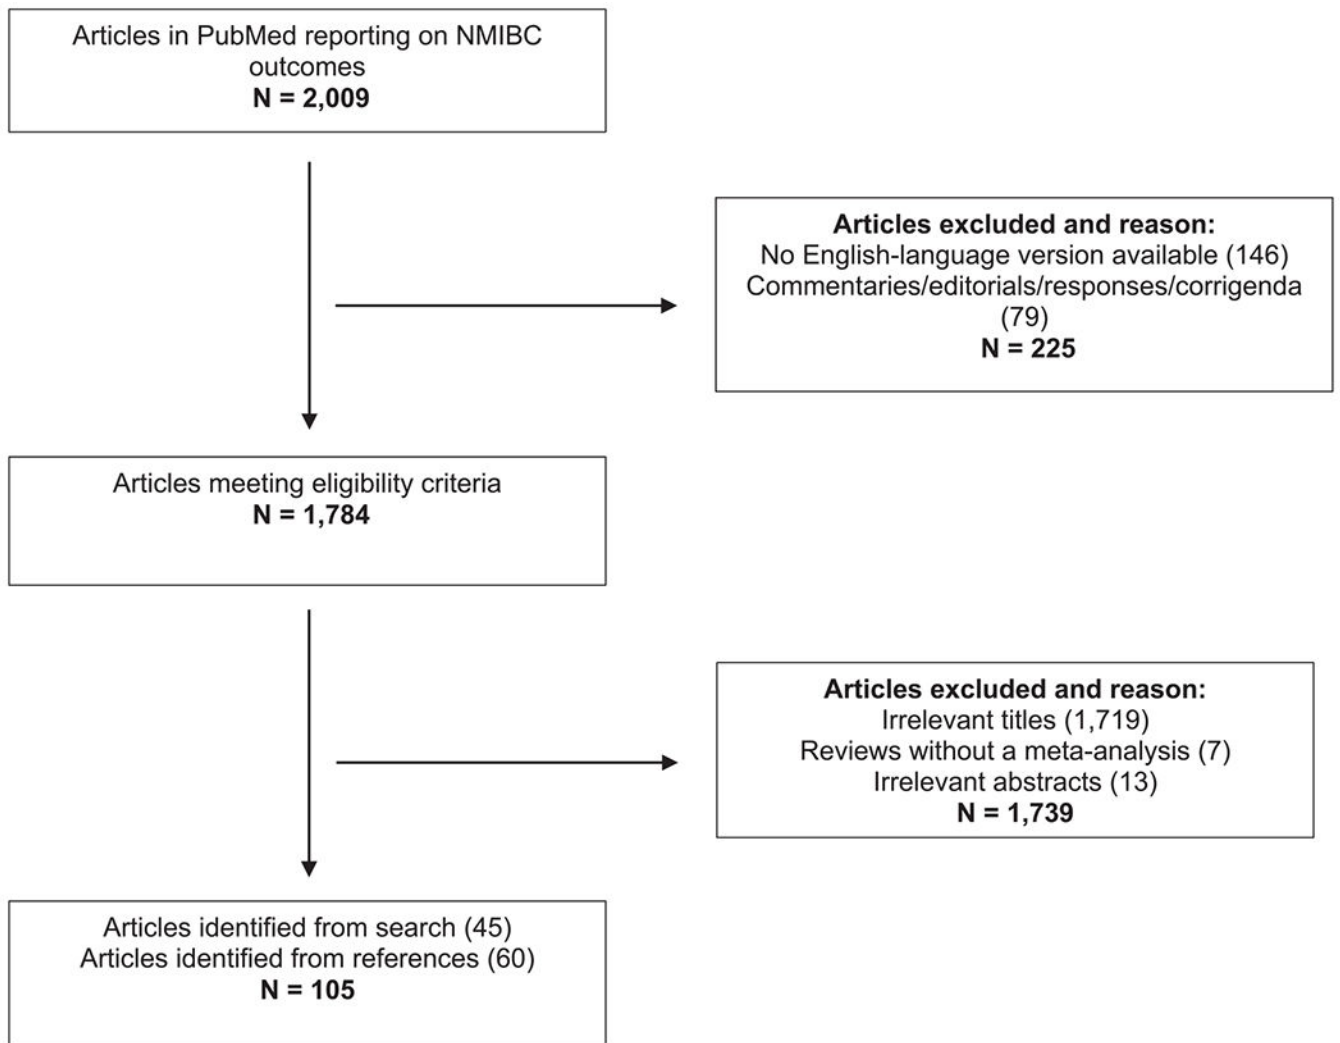 Articles in PubMed reporting on NMIBC
outcomes
N = 2,009
Articles excluded and reason:
No English-language version available (146)
Commentaries/editorials/responses/corrigenda
(79)
N = 225
Articles meeting eligibility criteria
N = 1,784
Articles excluded and reason:
Irrelevant titles (1,719)
Reviews without a meta-analysis (7)
Irrelevant abstracts (13)
N = 1,739
Articles identified from search (45)
Articles identified from references (60)
N = 105